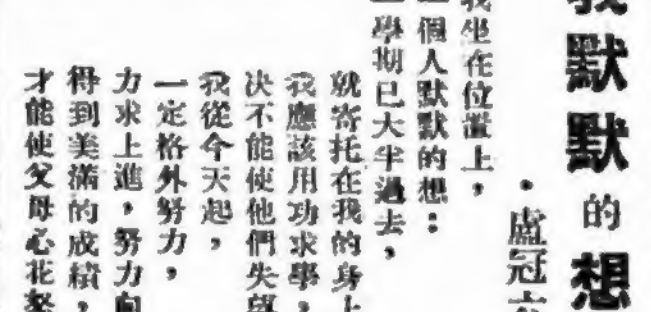 默默的想
盧冠
我坐在位置上，
個人默默的想：
學期已大半過去，
就寄托在我的身上
我應該用功求學，
決不能使他們失望
我從今天起，
一定格外努力，
力求上進，努力向
得到美滿的成績，
才能使父母心花怒